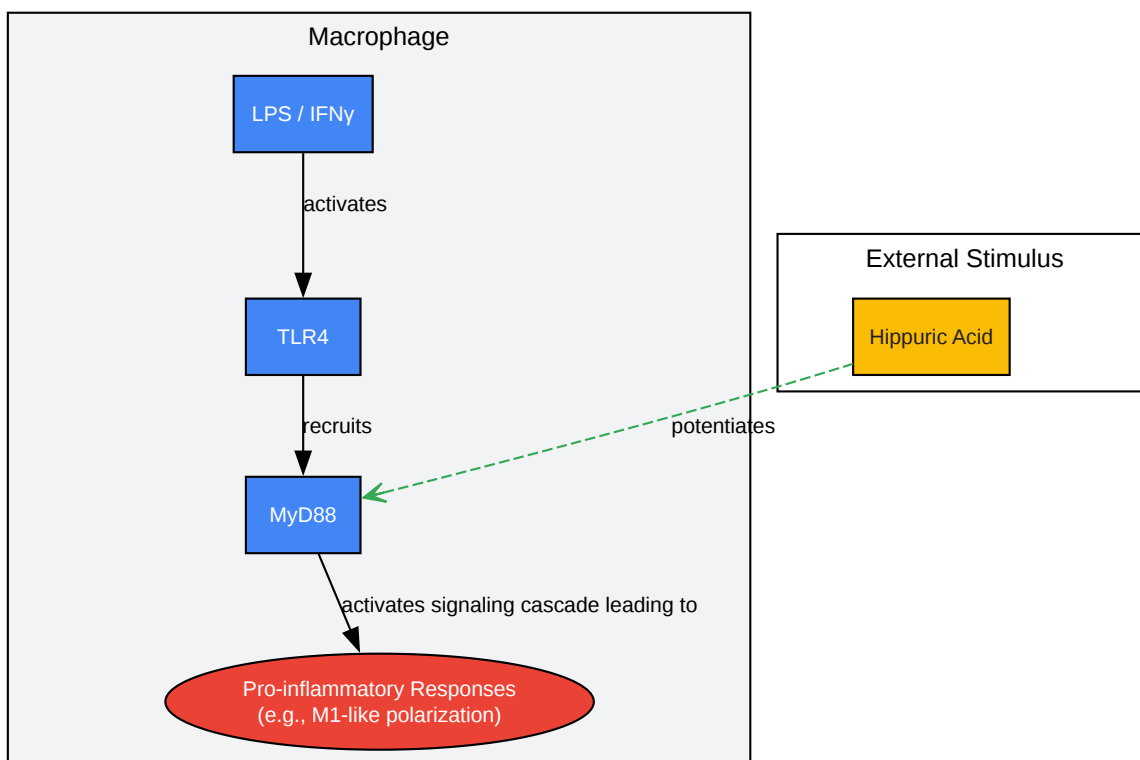 Macrophage
LPS / IFNγ
activates
External Stimulus
TLR4
Hippuric Acid
recruits
potentiates
MyD88
activates signaling cascade leading to
Pro-inflammatory Responses
(e.g., M1-like polarization)